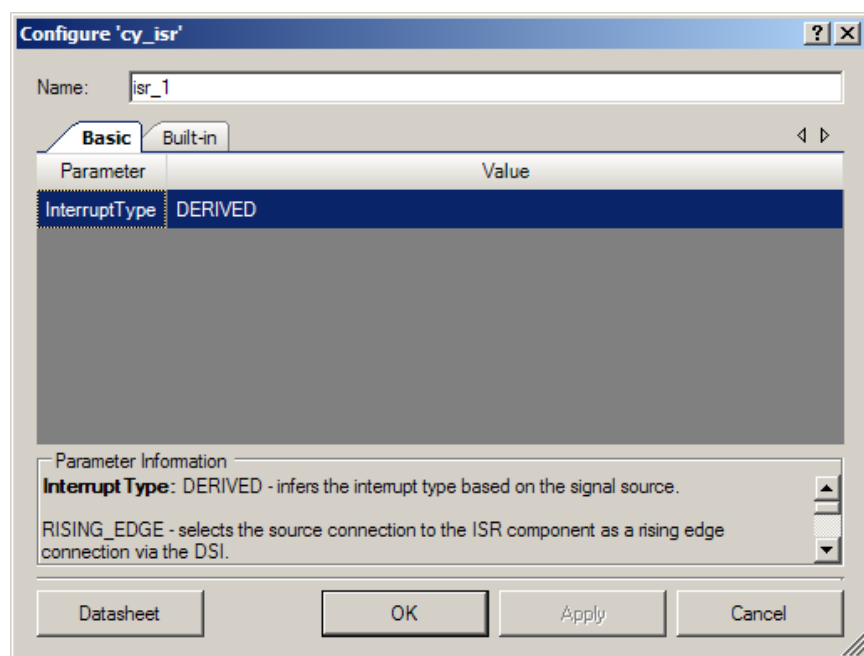 Configure 'cy_isr'
Name: isr_1
Basic Built-in
Parameter Value
InterruptType DERIVED
Parameter Information
Interrupt Type: DERIVED - infers the interrupt type based on the signal source.
RISING_EDGE - selects the source connection to the ISR component as a rising edge
connection via the DSI.
Datasheet OK Apply Cancel